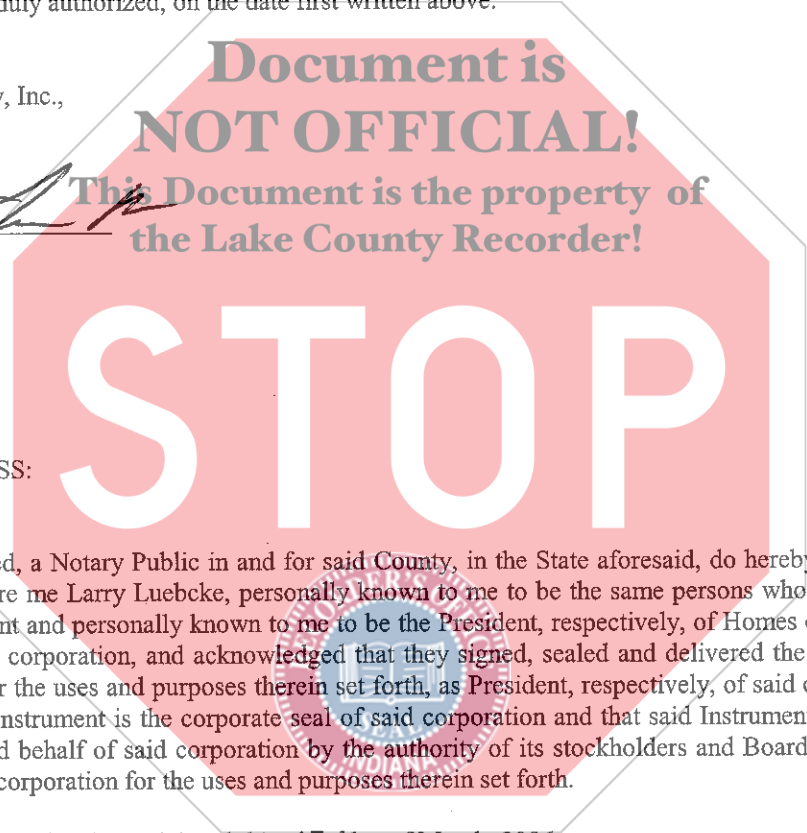 duly authorized, on the date first written above.
Document is
, Inc.,
NOT OFFICIAL!
This Document is the property of
the Lake County Recorder!
STOP
SS:
ed, a Notary Public in and for said County, in the State aforesaid, do hereby
re me Larry Luebcke, personally known to me to be the same persons who
nt and personally known to me to be the President, respectively, of Homes
corporation, and acknowledged that they signed, sealed and delivered the
r the uses and purposes therein set forth, as President, respectively, of said
nstrument is the corporate seal of said corporation and that said Instrument
d behalf of said corporation by the authority of its stockholders and Board
corporation for the uses and purposes therein set forth.
RECORDER'S OFFICE
SEAL
INDIANA